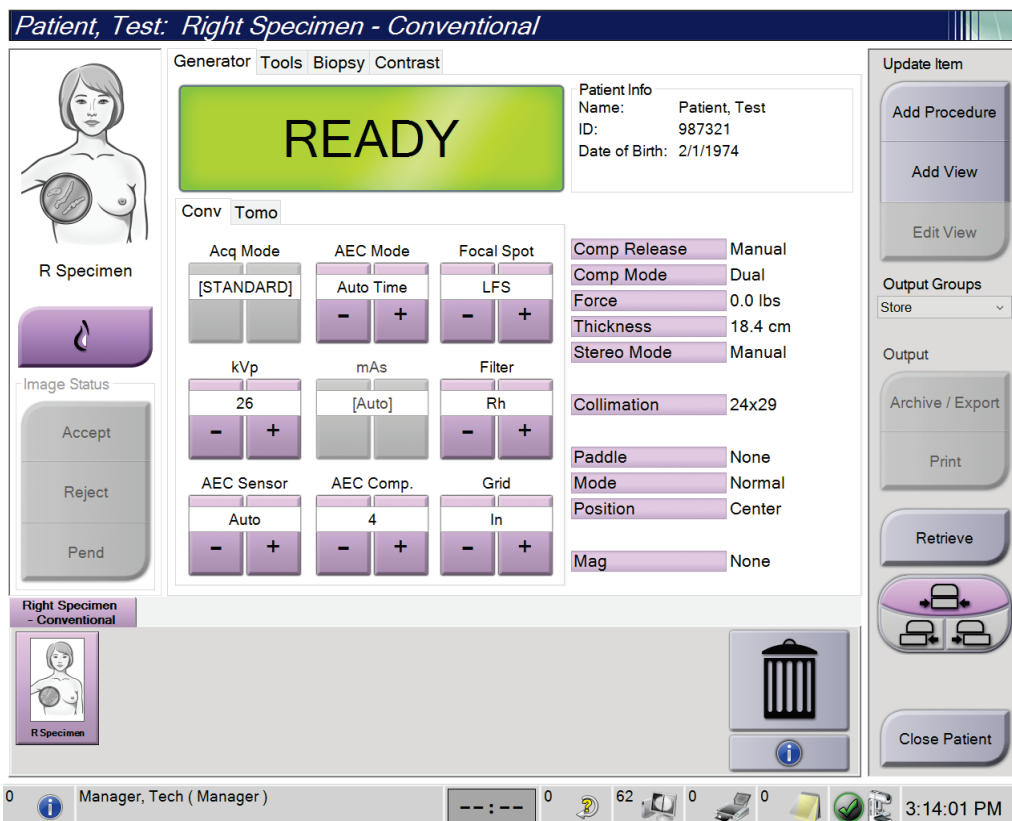 Patient, Test: Right Specimen - Conventional
R Specimen
Image Status
Accept
Reject
Pend
Generator Tools Biopsy Contrast
READY
Patient Info
Name: Patient, Test
ID: 987321
Date of Birth: 2/1/1974
Conv Tomo
Acq Mode AEC Mode Focal Spot
[STANDARD] Auto Time LFS
- + - +
kVp mAs Filter
26 [Auto] Rh
- + - +
AEC Sensor AEC Comp. Grid
Auto 4 In
- + - + - +
Comp Release Manual
Comp Mode Dual
Force 0.0 lbs
Thickness 18.4 cm
Stereo Mode Manual
Collimation 24x29
Paddle None
Mode Normal
Position Center
Mag None
Update Item
Add Procedure
Add View
Edit View
Output Groups
Store
Output
Archive / Export
Print
Retrieve
Close Patient
Right Specimen
- Conventional
R Specimen
0 Manager, Tech ( Manager ) --:-- 0 62 0 0 3:14:01 PM